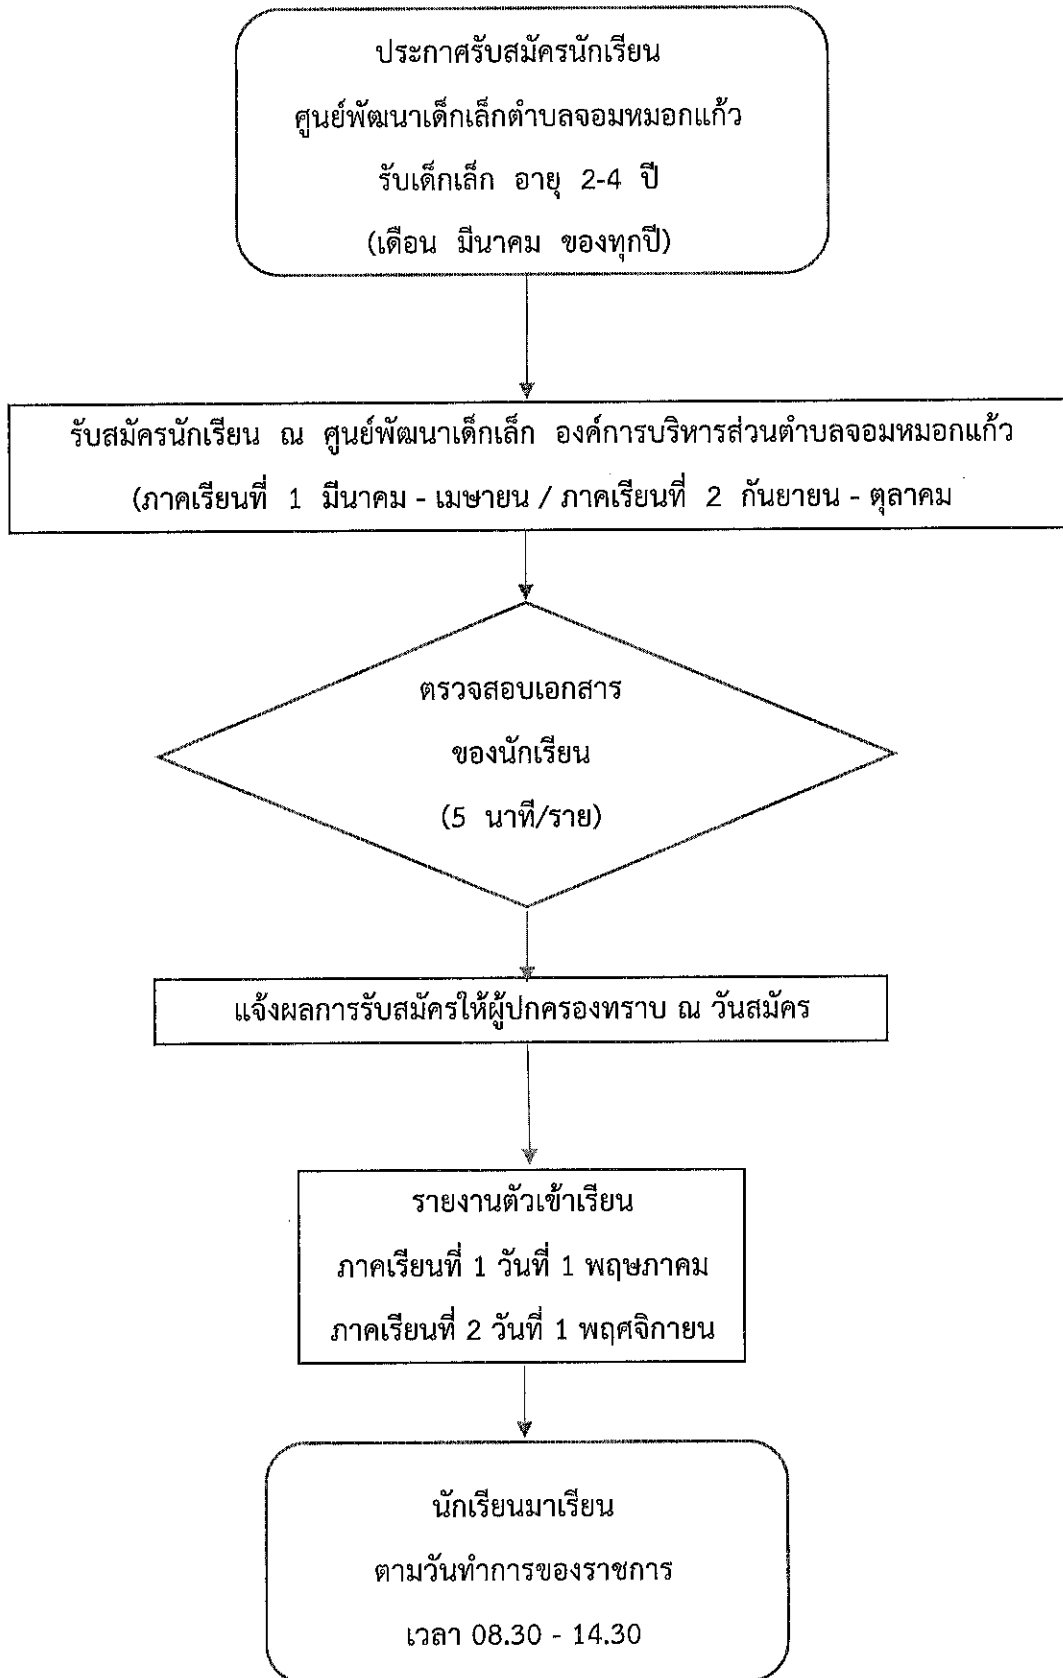 ประกาศรับสมัครนักเรียน
ศูนย์พัฒนาเด็กเล็กตำบลจอมหมอกแก้ว
รับเด็กเล็ก อายุ 2-4 ปี
(เดือน มีนาคม ของทุกปี)
รับสมัครนักเรียน ณ ศูนย์พัฒนาเด็กเล็ก องค์การบริหารส่วนตำบลจอมหมอกแก้ว
(ภาคเรียนที่ 1 มีนาคม - เมษายน / ภาคเรียนที่ 2 กันยายน - ตุลาคม
ตรวจสอบเอกสาร
ของนักเรียน
(5 นาที/ราย)
แจ้งผลการรับสมัครให้ผู้ปกครองทราบ ณ วันสมัคร
รายงานตัวเข้าเรียน
ภาคเรียนที่ 1 วันที่ 1 พฤษภาคม
ภาคเรียนที่ 2 วันที่ 1 พฤศจิกายน
นักเรียนมาเรียน
ตามวันทำการของราชการ
เวลา 08.30 - 14.30